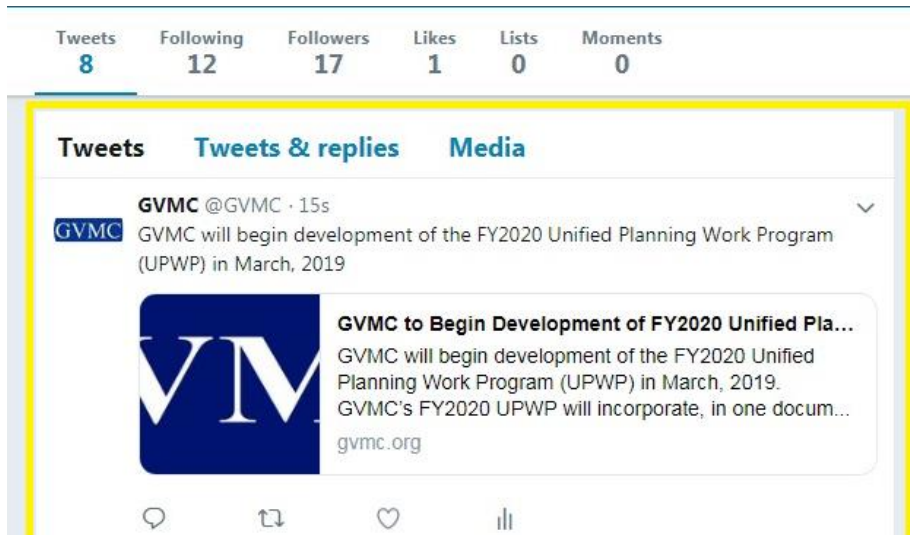 Tweets Following Followers Likes Lists Moments
8 12 17 1 0 0
Tweets Tweets & replies Media
GVMC @GVMC · 15s
GVMC
GVMC will begin development of the FY2020 Unified Planning Work Program
(UPWP) in March, 2019
VM
GVMC to Begin Development of FY2020 Unified Pla...
GVMC will begin development of the FY2020 Unified
Planning Work Program (UPWP) in March, 2019.
GVMC's FY2020 UPWP will incorporate, in one docum...
gvmc.org